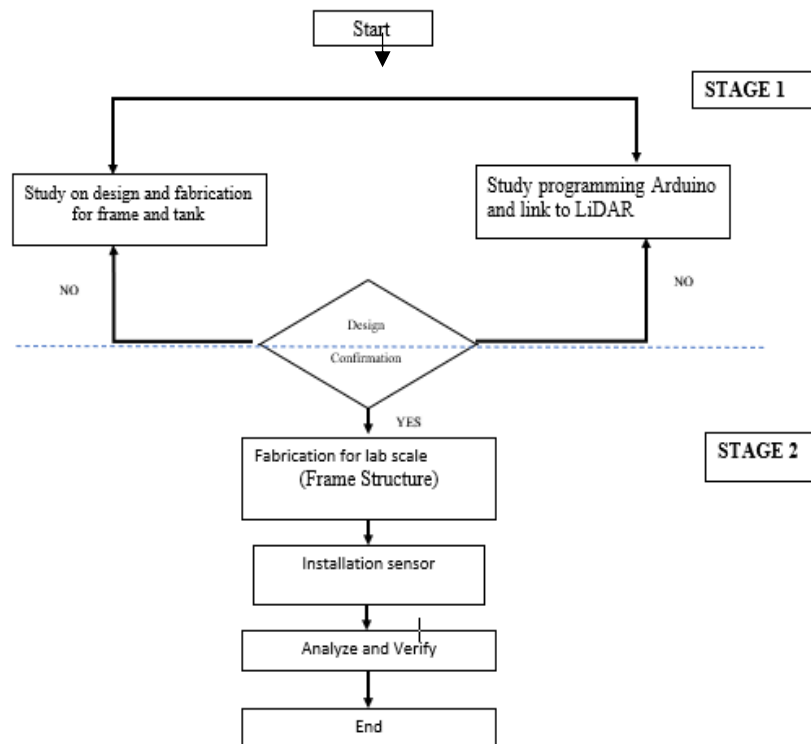 Start
STAGE 1
Study on design and fabrication
for frame and tank
Study programming Arduino
and link to LiDAR
NO
NO
Design
Confirmation
YES
STAGE 2
Fabrication for lab scale
(Frame Structure)
Installation sensor
Analyze and Verify
End